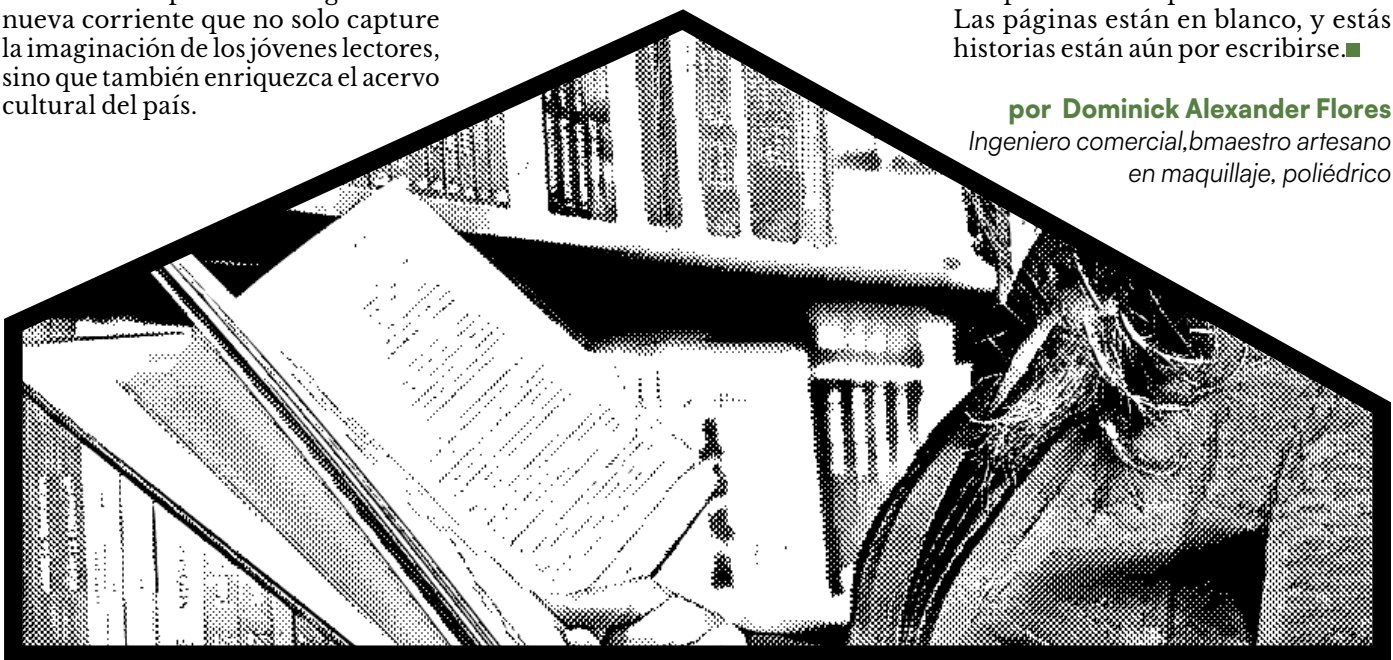 nueva corriente que no solo capture
la imaginación de los jóvenes lectores,
sino que también enriquezca el acervo
cultural del país.
Las páginas están en blanco, y estás
historias están aún por escribirse.
por Dominick Alexander Flores
Ingeniero comercial,bmaestro artesano
en maquillaje, poliédrico